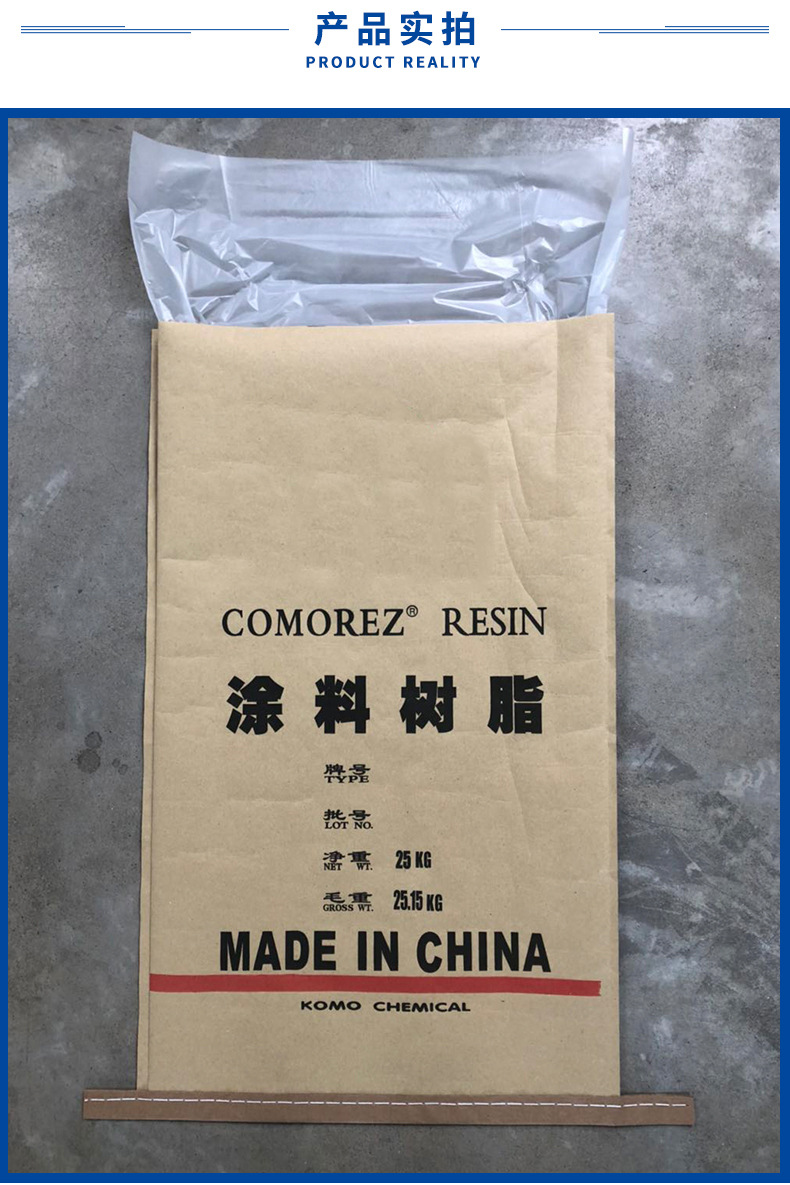 产品实拍
PRODUCT REALITY
COMOREZ® RESIN
涂料树脂
牌号
TYPE
批号
LOT NO.
净重 25 KG
NET WT.
毛重 25.15 KG
GROSS WT.
MADE IN CHINA
KOMO CHEMICAL